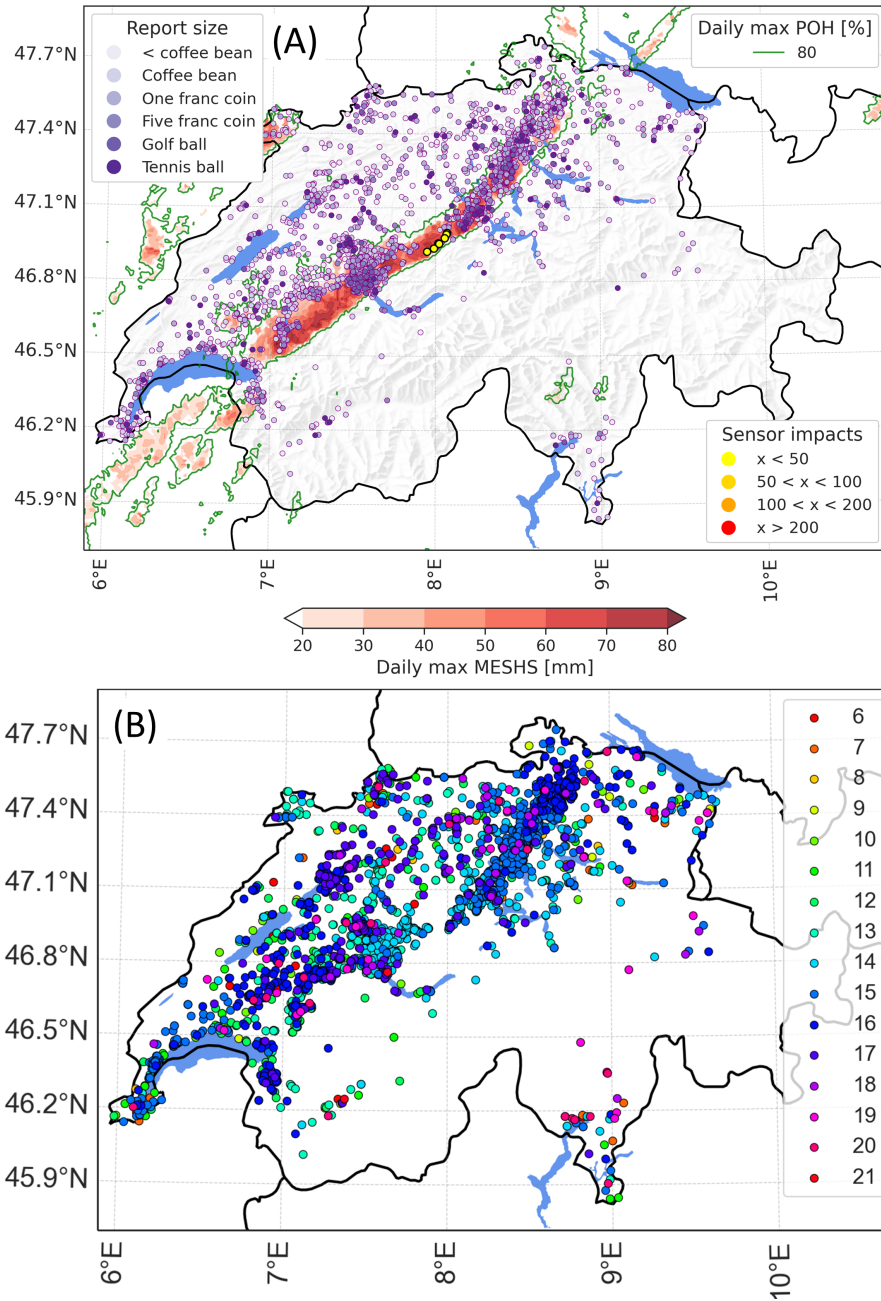 Report size
< coffee bean
Coffee bean
One franc coin
Five franc coin
Golf ball
Tennis ball
(A)
Daily max POH [%]
80
47.7°N
47.4°N
47.1°N
46.8°N
46.5°N
46.2°N
45.9°N
Sensor impacts
x < 50
50 < x < 100
100 < x < 200
x > 200
6°E
7°E
8°E
9°E
10°E
20 30 40 50 60 70 80
Daily max MESHS [mm]
(B)
47.7°N
47.4°N
47.1°N
46.8°N
46.5°N
46.2°N
45.9°N
6
7
8
9
10
11
12
13
14
15
16
17
18
19
20
21
6°E
7°E
8°E
9°E
10°E